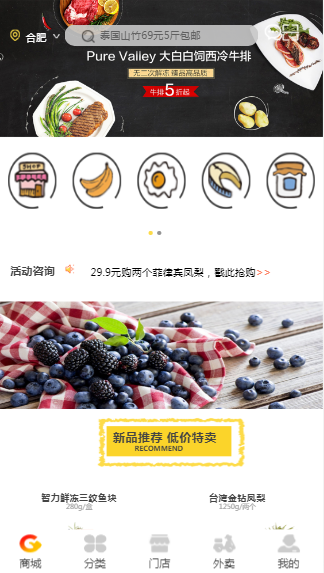 合肥
泰国山竹69元5斤包邮
Pure Valley 大白白饲西冷牛排
无二次解冻 臻品高品质
牛排5折起
SHOP
活动咨询
29.9元购两个菲律宾凤梨，戳此抢购>>
新品推荐 低价特卖
RECOMMEND
智力鲜冻三纹鱼块
280g/盒
台湾金钻凤梨
1250g/两个
商城
分类
门店
外卖
我的